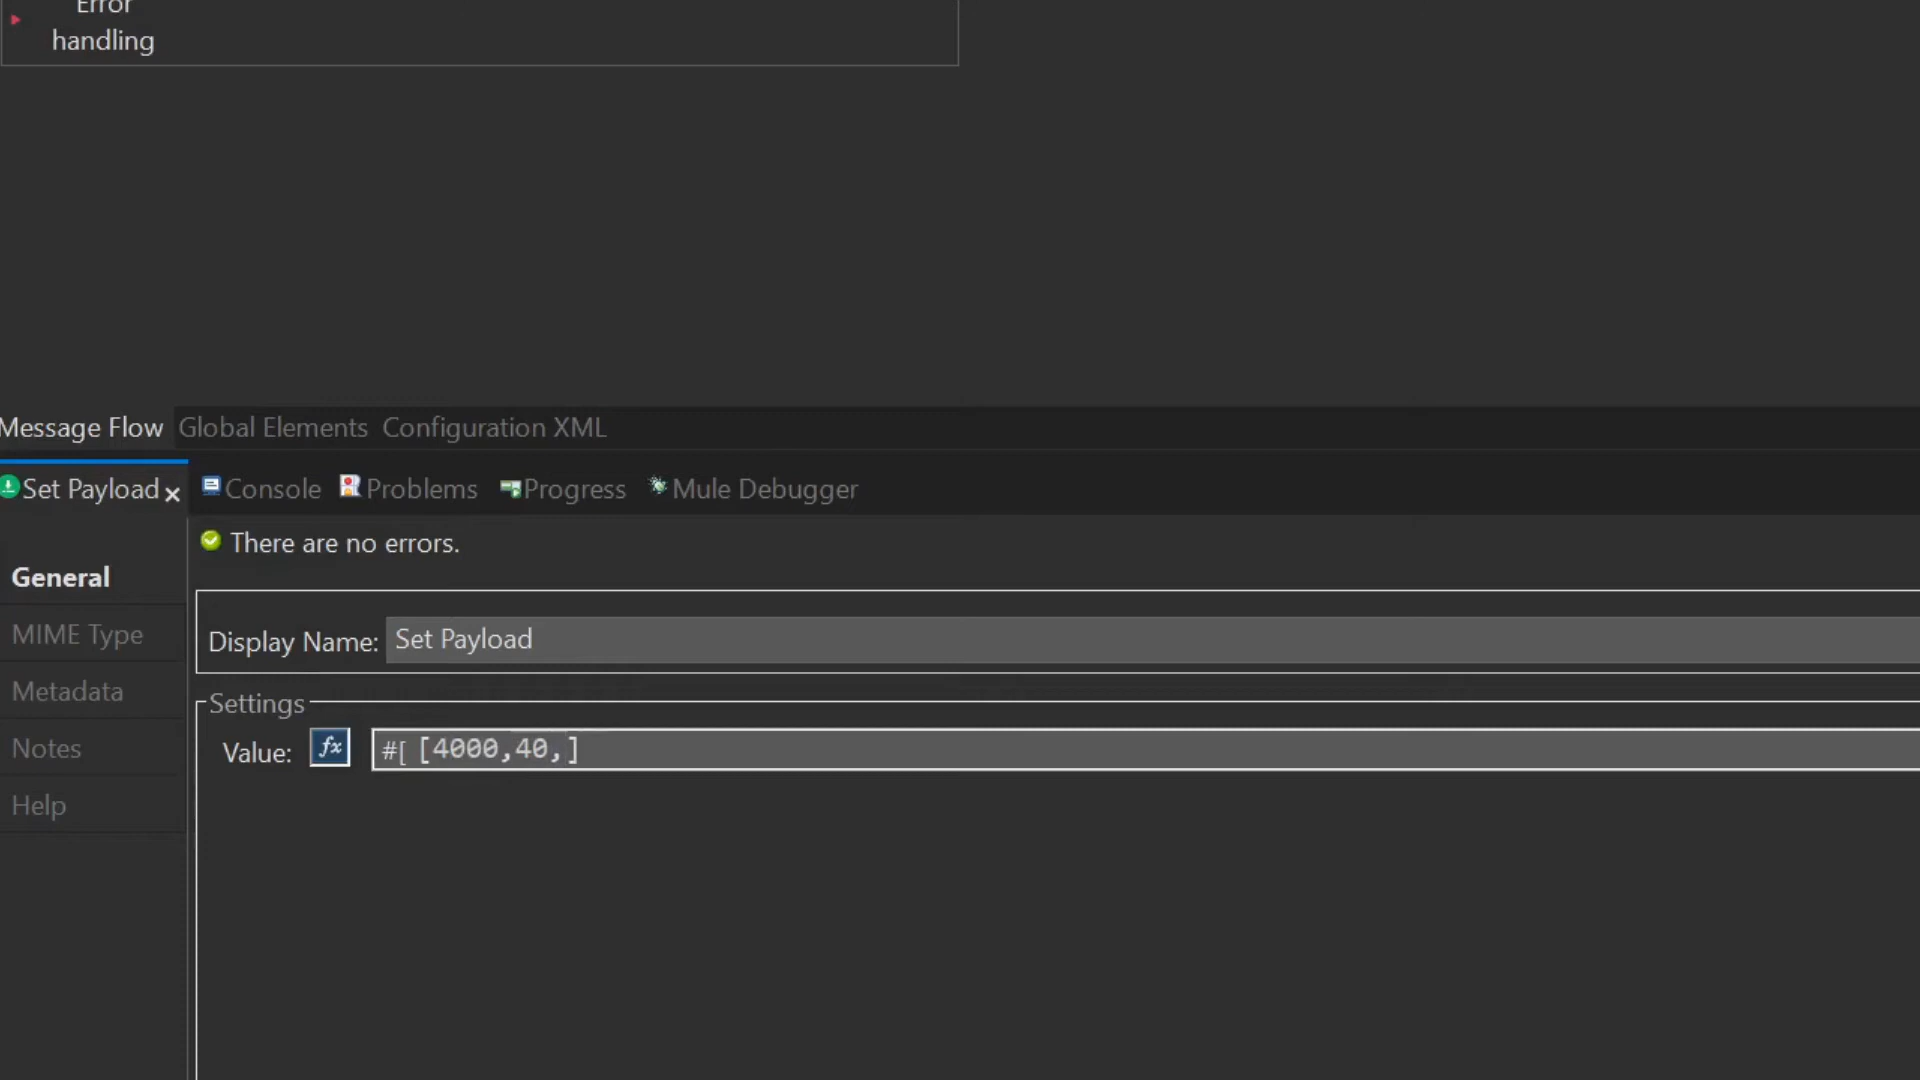 Error
handling
Message Flow Global Elements Configuration XML
Set Payload Console Problems Progress Mule Debugger
There are no errors.
General
MIME Type
Metadata
Notes
Help
Display Name: Set Payload
Settings
Value: fx #[ [4000,40,]